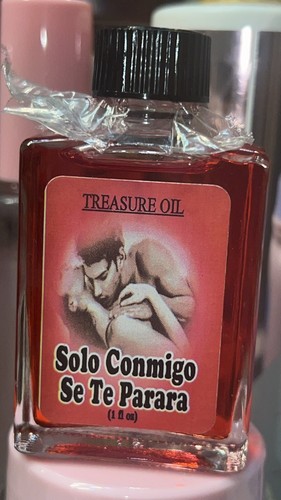 TREASURE OIL
Solo Conmigo
Se Te Parara
(1 fl oz)